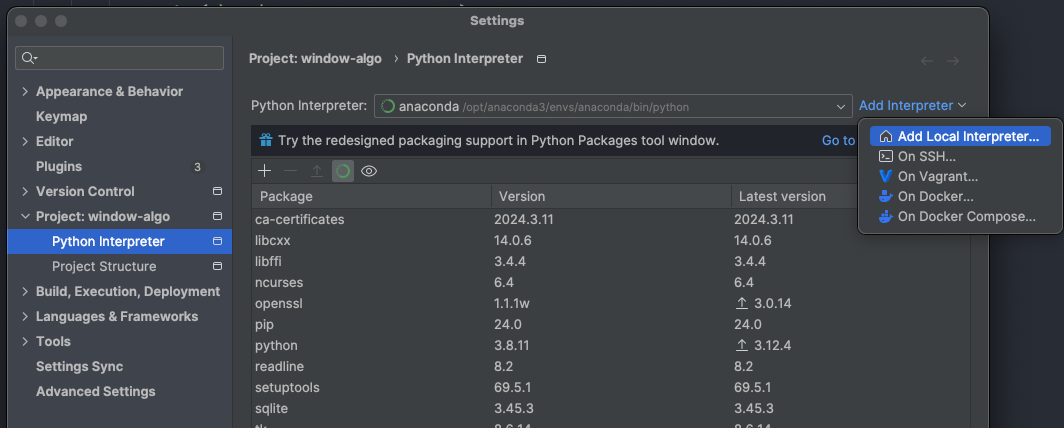 Settings
Appearance & Behavior
Keymap
Editor
Plugins 3
Version Control
Project: window-algo
Python Interpreter
Project Structure
Build, Execution, Deployment
Languages & Frameworks
Tools
Settings Sync
Advanced Settings
Project: window-algo › Python Interpreter
Python Interpreter: anaconda /opt/anaconda3/envs/anaconda/bin/python Add Interpreter
Add Local Interpreter...
On SSH...
On Vagrant...
On Docker...
On Docker Compose...
Try the redesigned packaging support in Python Packages tool window. Go to
Package Version Latest version
ca-certificates 2024.3.11 2024.3.11
libcxx 14.0.6 14.0.6
libffi 3.4.4 3.4.4
ncurses 6.4 6.4
openssl 1.1.1w 3.0.14
pip 24.0 24.0
python 3.8.11 3.12.4
readline 8.2 8.2
setuptools 69.5.1 69.5.1
sqlite 3.45.3 3.45.3
tk 8.6.14 8.6.14